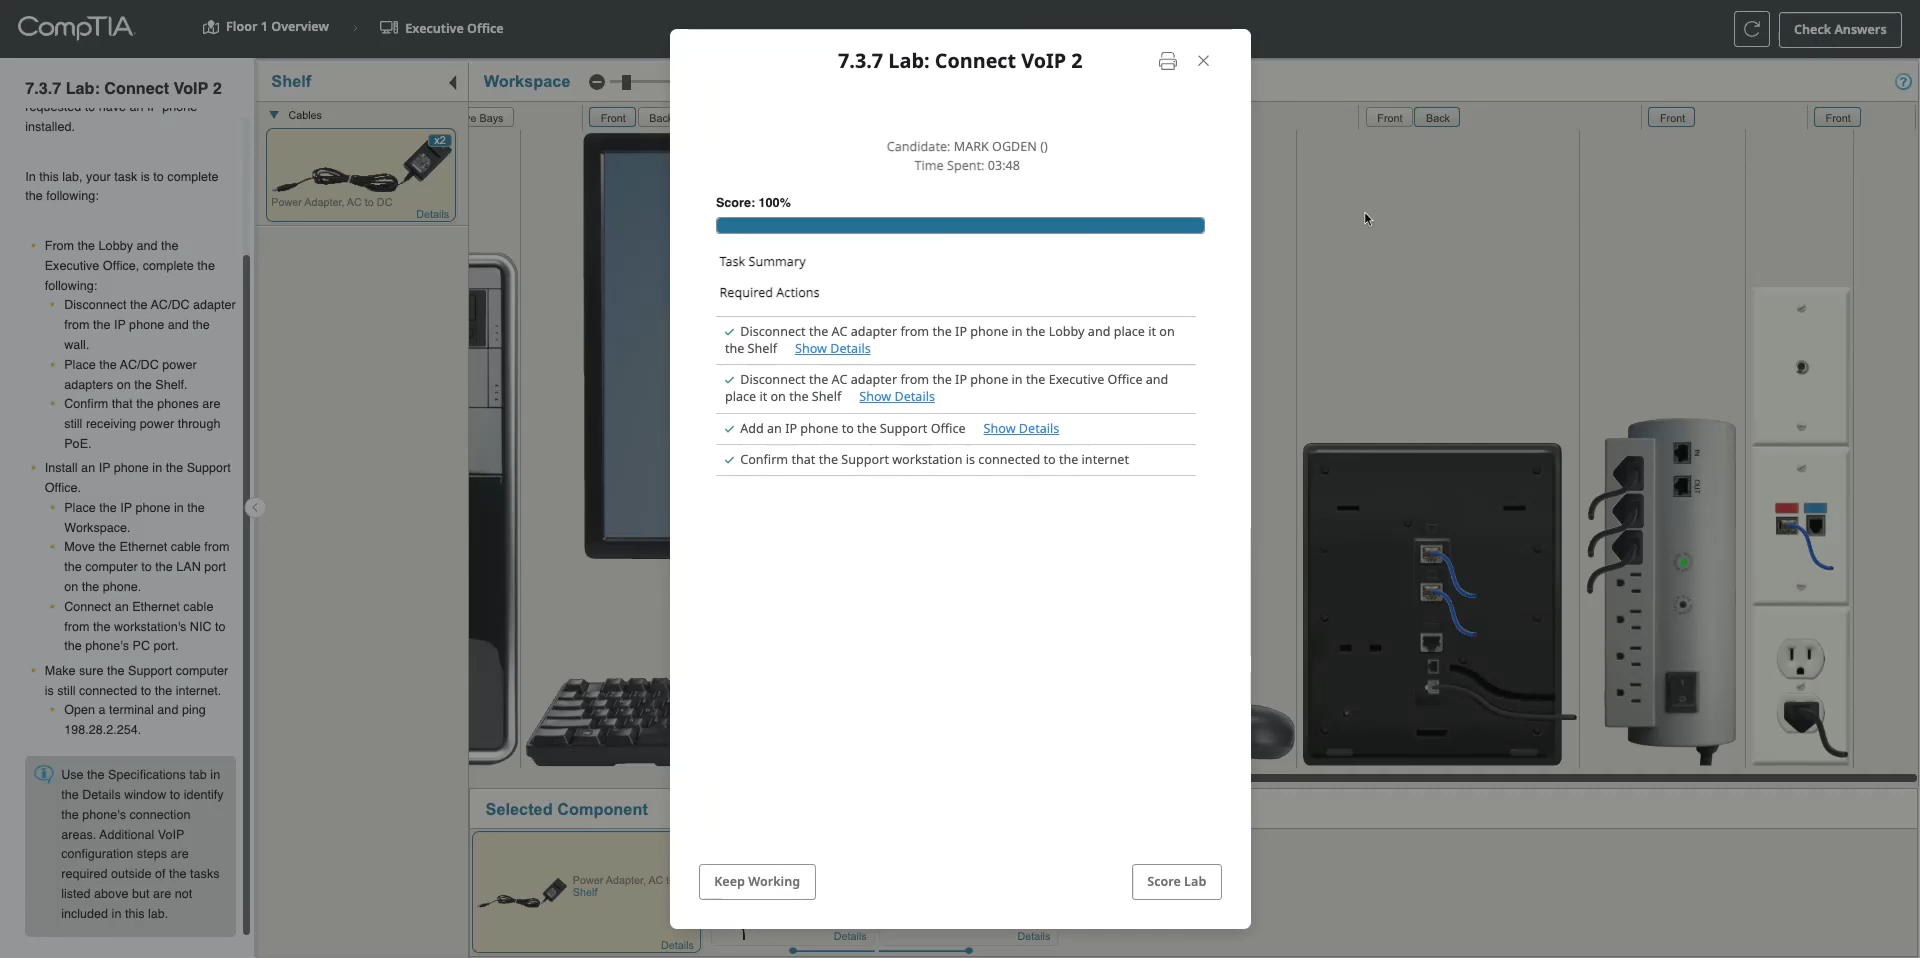 CompTIA
Floor 1 Overview
Executive Office
Check Answers
7.3.7 Lab: Connect VoIP 2
installed.
In this lab, your task is to complete
the following:
From the Lobby and the
Executive Office, complete the
following:
Disconnect the AC/DC adapter
from the IP phone and the
wall.
Place the AC/DC power
adapters on the Shelf.
Confirm that the phones are
still receiving power through
PoE.
Install an IP phone in the Support
Office.
Place the IP phone in the
Workspace.
Move the Ethernet cable from
the computer to the LAN port
on the phone.
Connect an Ethernet cable
from the workstation's NIC to
the phone's PC port.
Make sure the Support computer
is still connected to the internet.
Open a terminal and ping
198.28.2.254.
Use the Specifications tab in
the Details window to identify
the phone's connection
areas. Additional VoIP
configuration steps are
required outside of the tasks
listed above but are not
included in this lab.
Shelf
Cables
x2
Power Adapter, AC to DC
Details
Workspace
e Bays
Front
Back
7.3.7 Lab: Connect VoIP 2
Candidate: MARK OGDEN ()
Time Spent: 03:48
Score: 100%
Task Summary
Required Actions
Disconnect the AC adapter from the IP phone in the Lobby and place it on
the Shelf Show Details
Disconnect the AC adapter from the IP phone in the Executive Office and
place it on the Shelf Show Details
Add an IP phone to the Support Office Show Details
Confirm that the Support workstation is connected to the internet
Keep Working
Score Lab
Front
Back
Front
Front
IN
OUT
Selected Component
Power Adapter, AC t
Shelf
Details
Details
Details